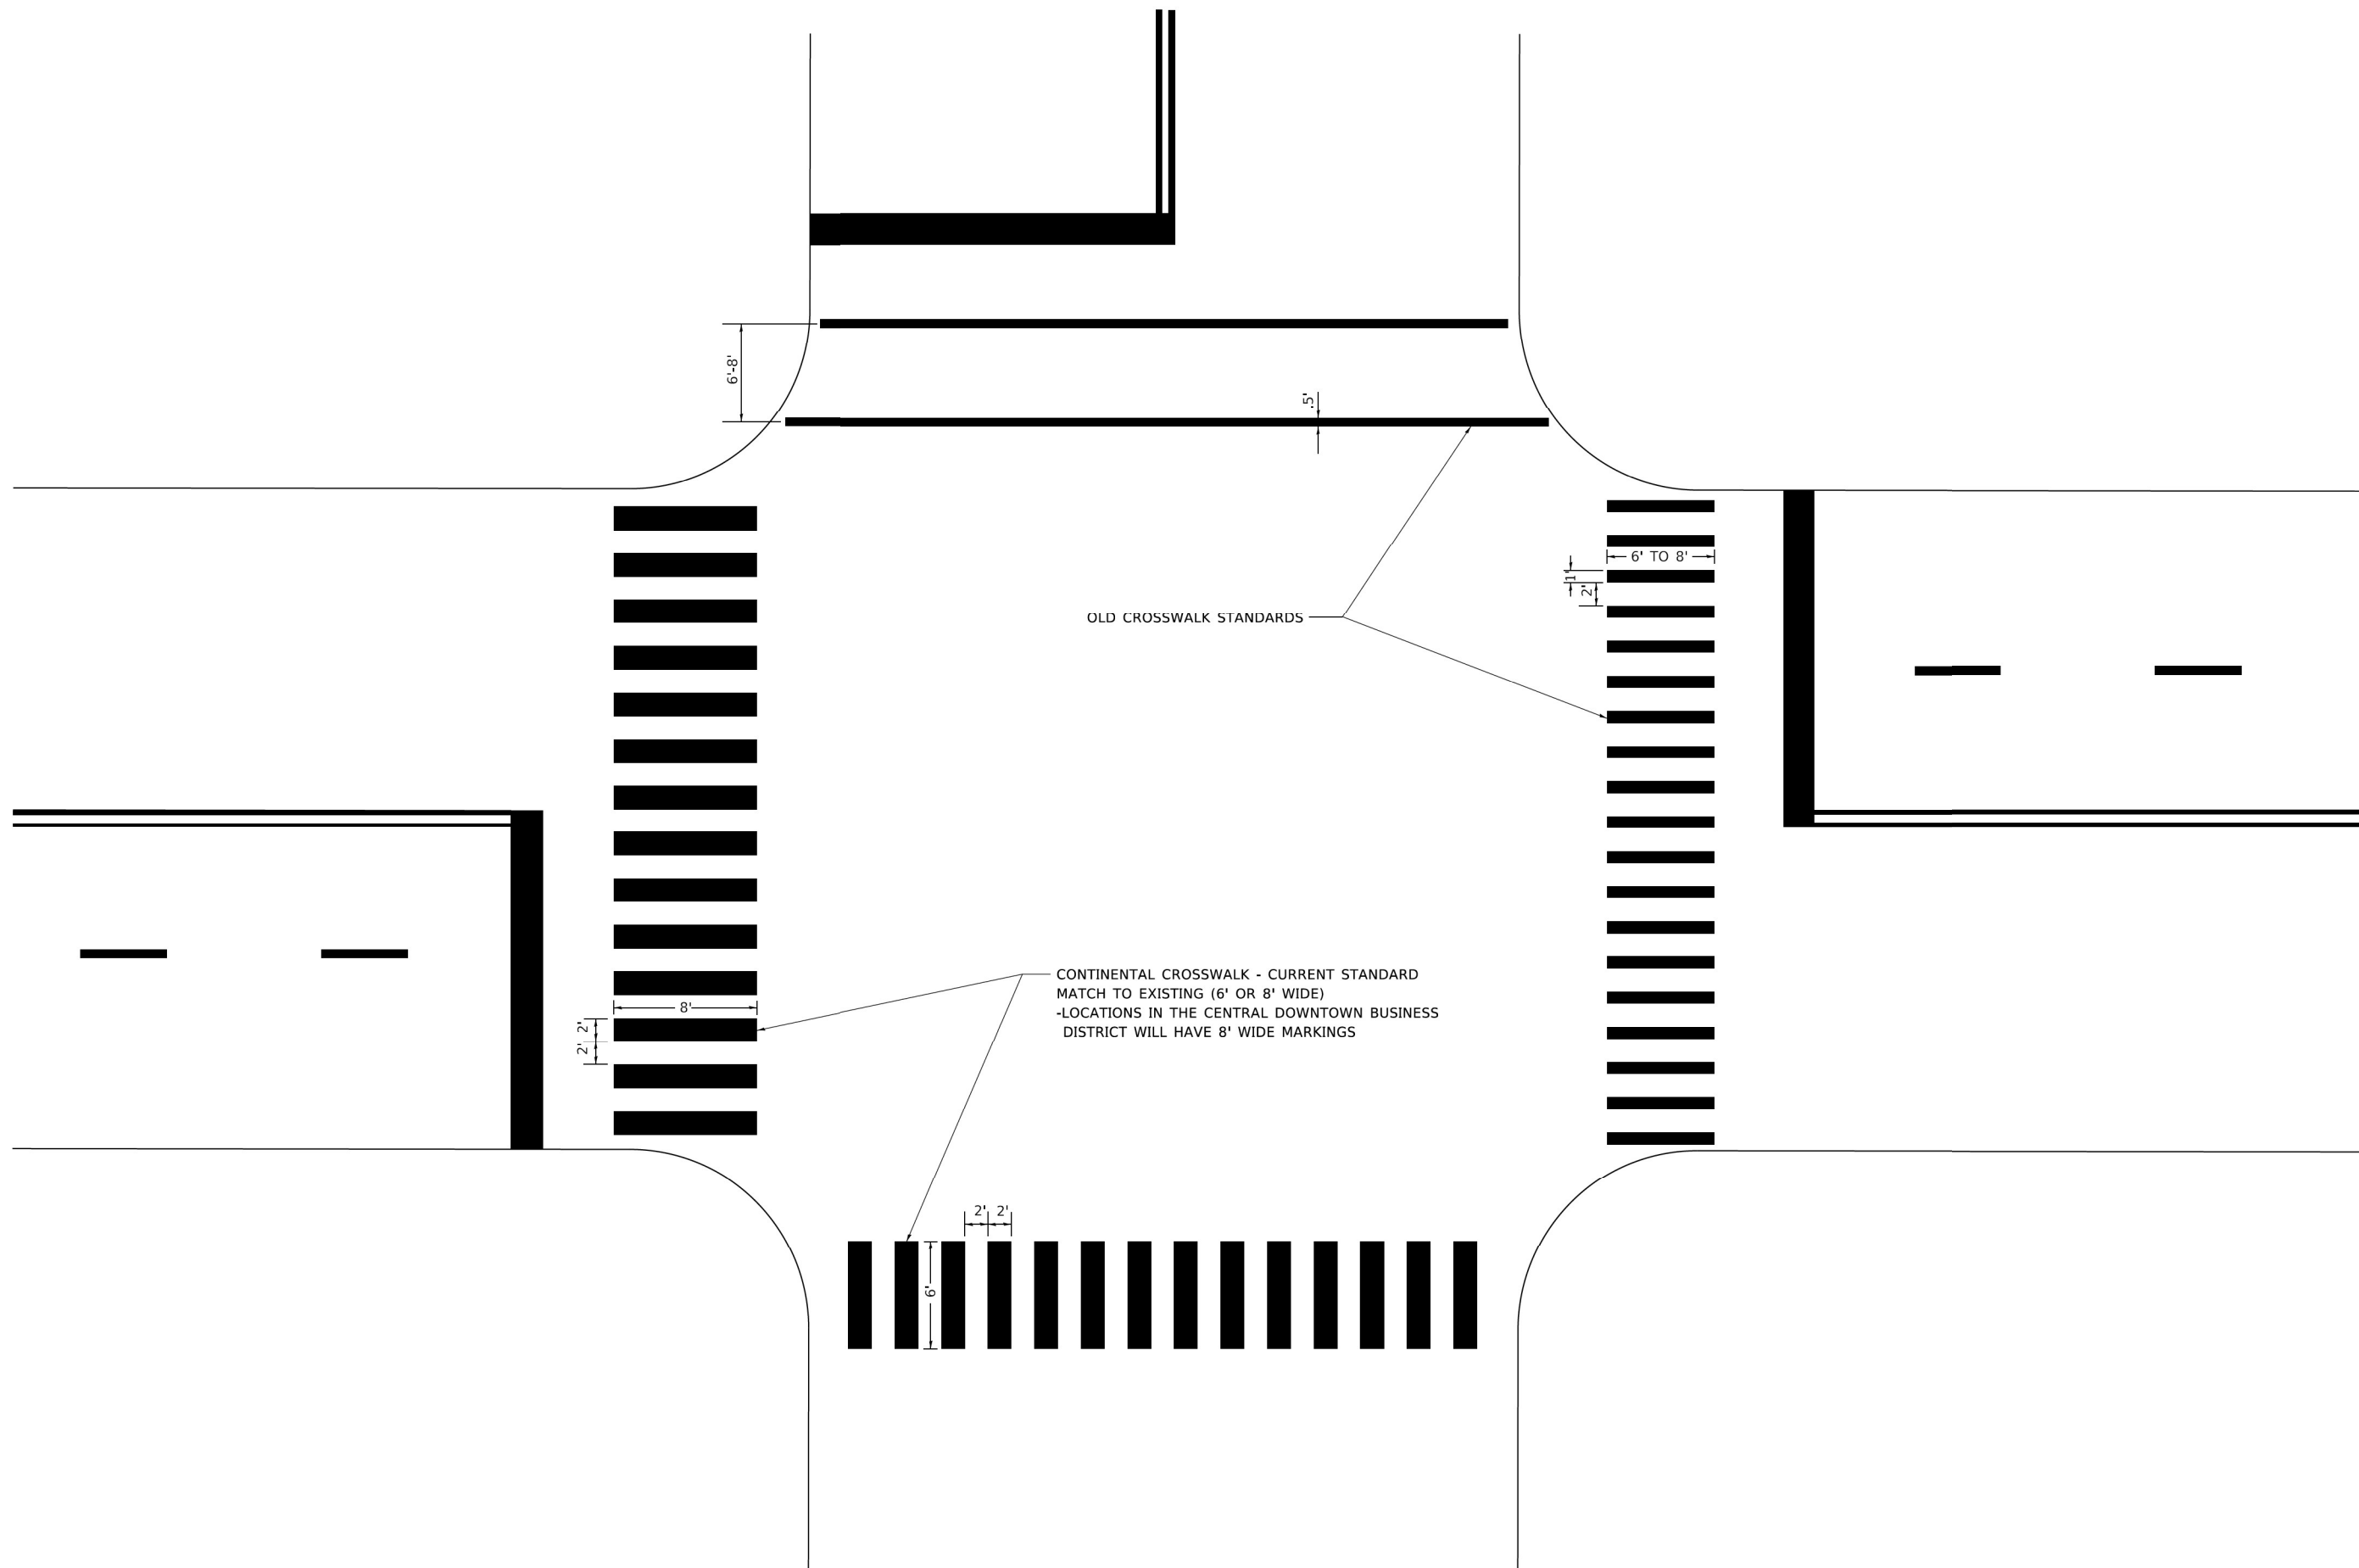 6'-8'
.5'
6' TO 8'
1'
2'
OLD CROSSWALK STANDARDS
CONTINENTAL CROSSWALK - CURRENT STANDARD
MATCH TO EXISTING (6' OR 8' WIDE)
-LOCATIONS IN THE CENTRAL DOWNTOWN BUSINESS
DISTRICT WILL HAVE 8' WIDE MARKINGS
8'
2'
2'
2' 2'
6'